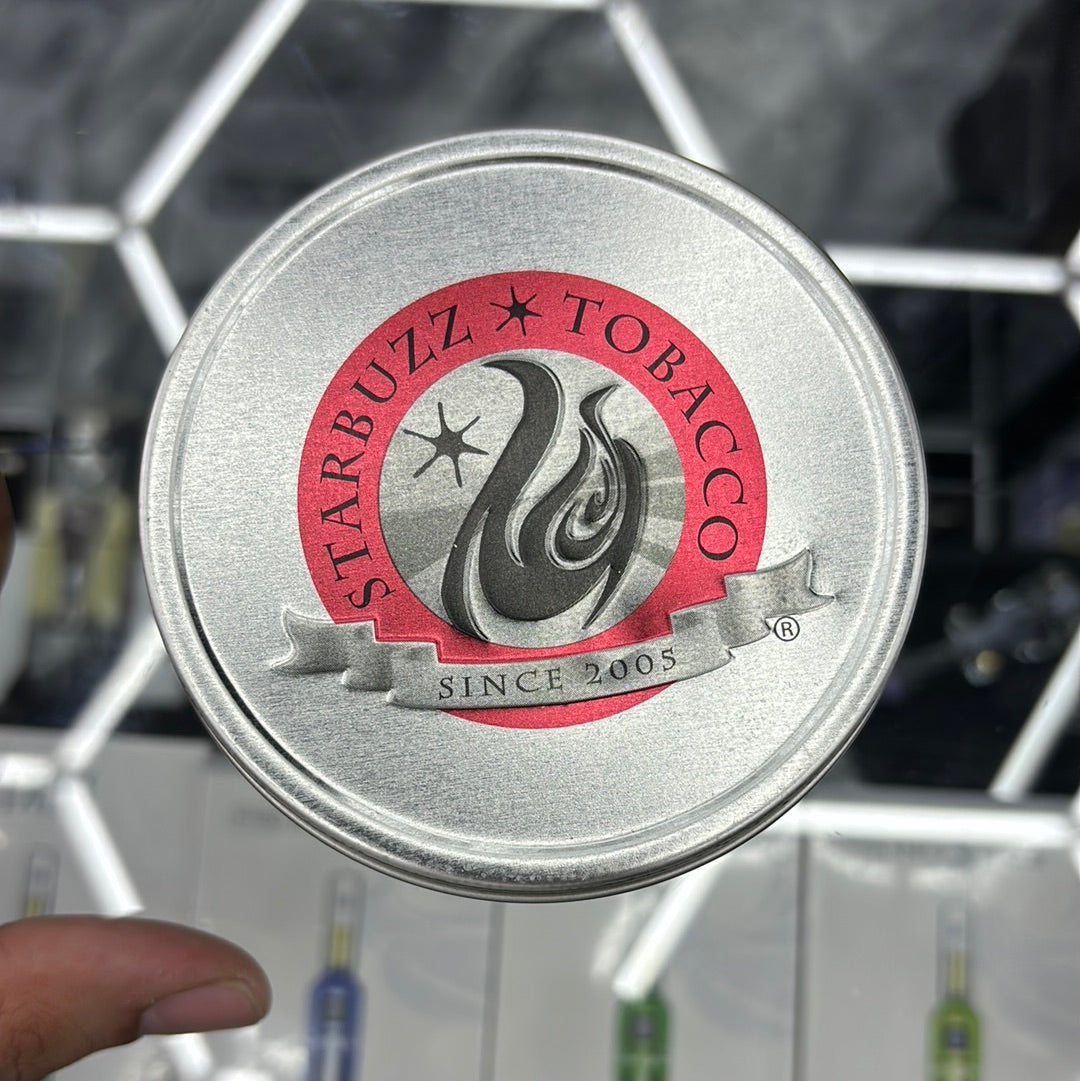 STARBUZZ TOBACCO
SINCE 2005
®